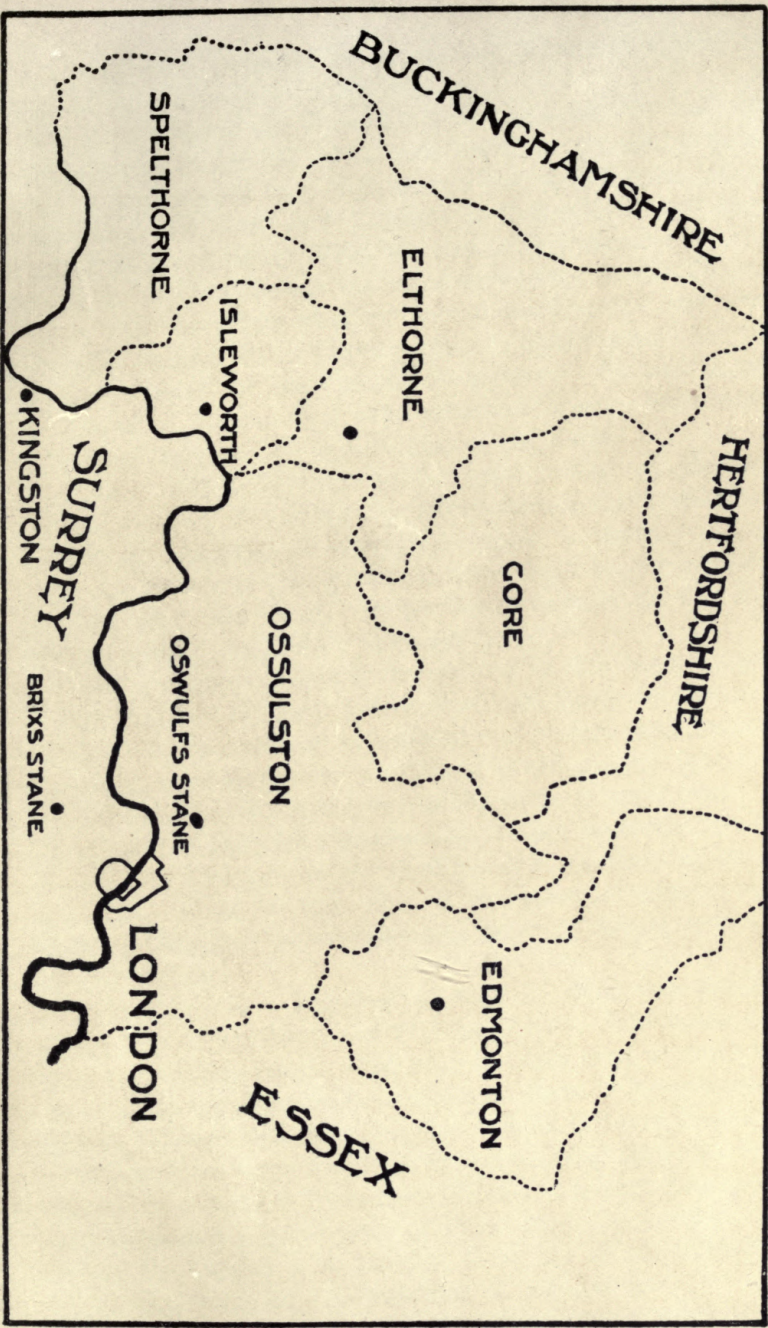 BUCKINGHAMSHIRE
HERTFORDSHIRE
ELTHORNE
GORE
EDMONTON
SPELTHORNE
ISLEWORTH
OSSULSTON
ESSEX
OSWULFS STANE
LONDON
SURREY
KINGSTON
BRIXS STANE